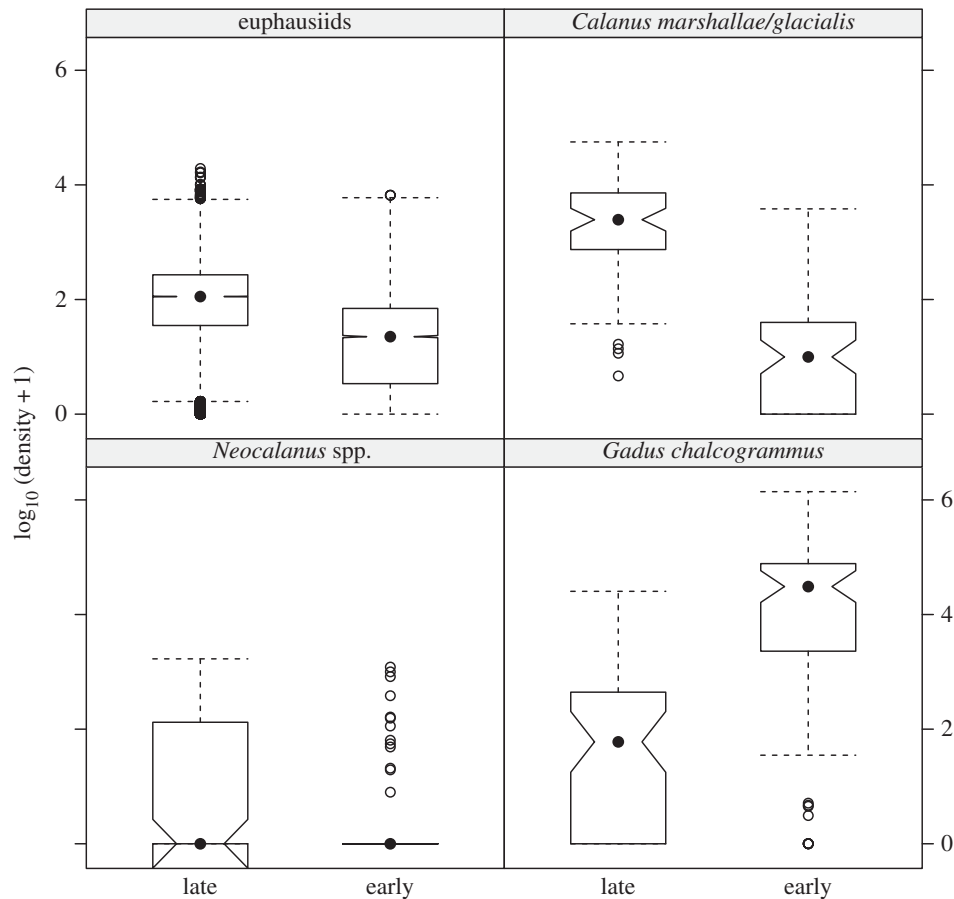 euphausiids
Calanus marshallae/glacialis
6
4
2
0
log10 (density + 1)
Neocalanus spp.
Gadus chalcogrammus
6
4
2
0
late
early
late
early